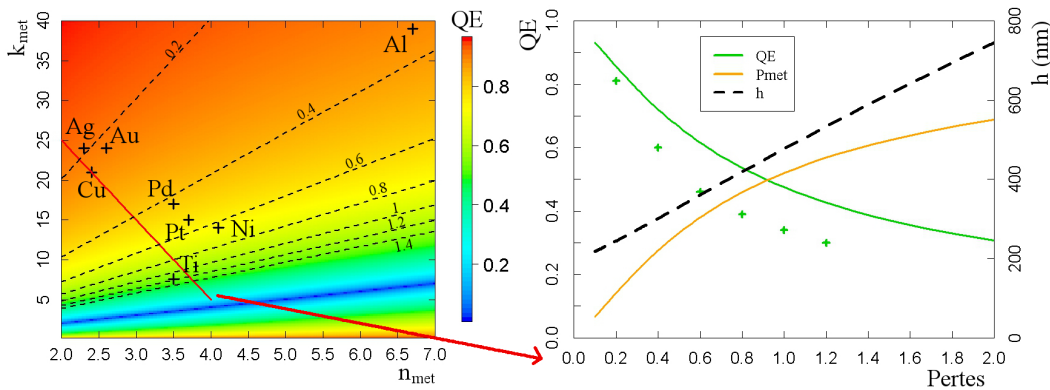 QE
k_met
40
35
30
25
20
15
10
5
2.0 2.5 3.0 3.5 4.0 4.5 5.0 5.5 6.0 6.5 7.0
n_met
Ag
Au
Cu
Pd
Pt
Ni
Ti
Al
0.2
0.4
0.6
0.8
1
1.2
1.4
0.8
0.6
0.4
0.2
QE
1.0
0.8
0.6
0.4
0.2
0.0
QE
Pmet
h
0.0 0.2 0.4 0.6 0.8 1.0 1.2 1.4 1.6 1.8 2.0
Pertes
h (nm)
800
600
400
200
0